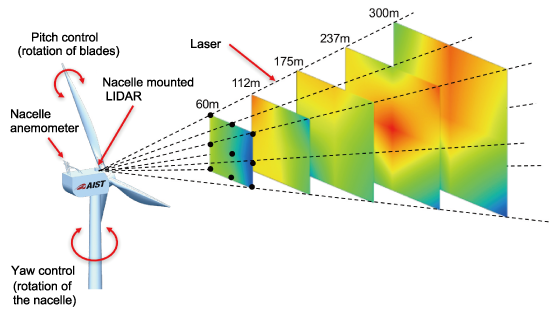 300m
237m
175m
112m
60m
Laser
Pitch control
(rotation of blades)
Nacelle mounted
LIDAR
Nacelle
anemometer
AIST
Yaw control
(rotation of
the nacelle)